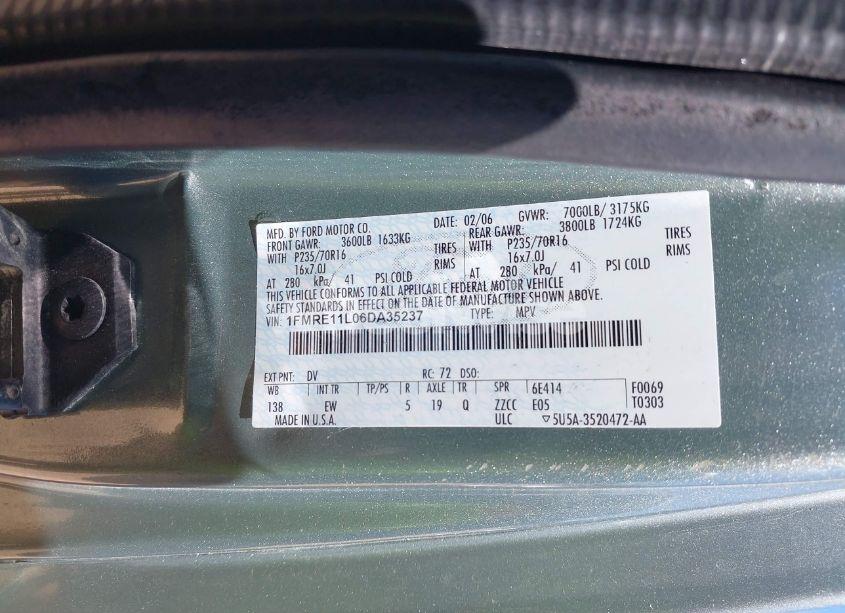 MFD. BY FORD MOTOR CO. DATE: 02/06 GVWR: 7000LB/ 3175KG
FRONT GAWR: 3600LB 1633KG REAR GAWR: 3800LB 1724KG
WITH P235/70R16 TIRES WITH P235/70R16 TIRES
16x7.0J RIMS 16x7.0J RIMS
AT 280 kPa/ 41 PSI COLD AT 280 kPa/ 41 PSI COLD
THIS VEHICLE CONFORMS TO ALL APPLICABLE FEDERAL MOTOR VEHICLE
SAFETY STANDARDS IN EFFECT ON THE DATE OF MANUFACTURE SHOWN ABOVE.
VIN: 1FMRE11L06DA35237 TYPE: MPV
EXT PNT: DV RC: 72 DSO:
WB INT TR TP/PS R AXLE TR SPR 6E414 F0069
138 EW 5 19 Q ZZCC E05 T0303
MADE IN U.S.A. ULC ▽5U5A-3520472-AA